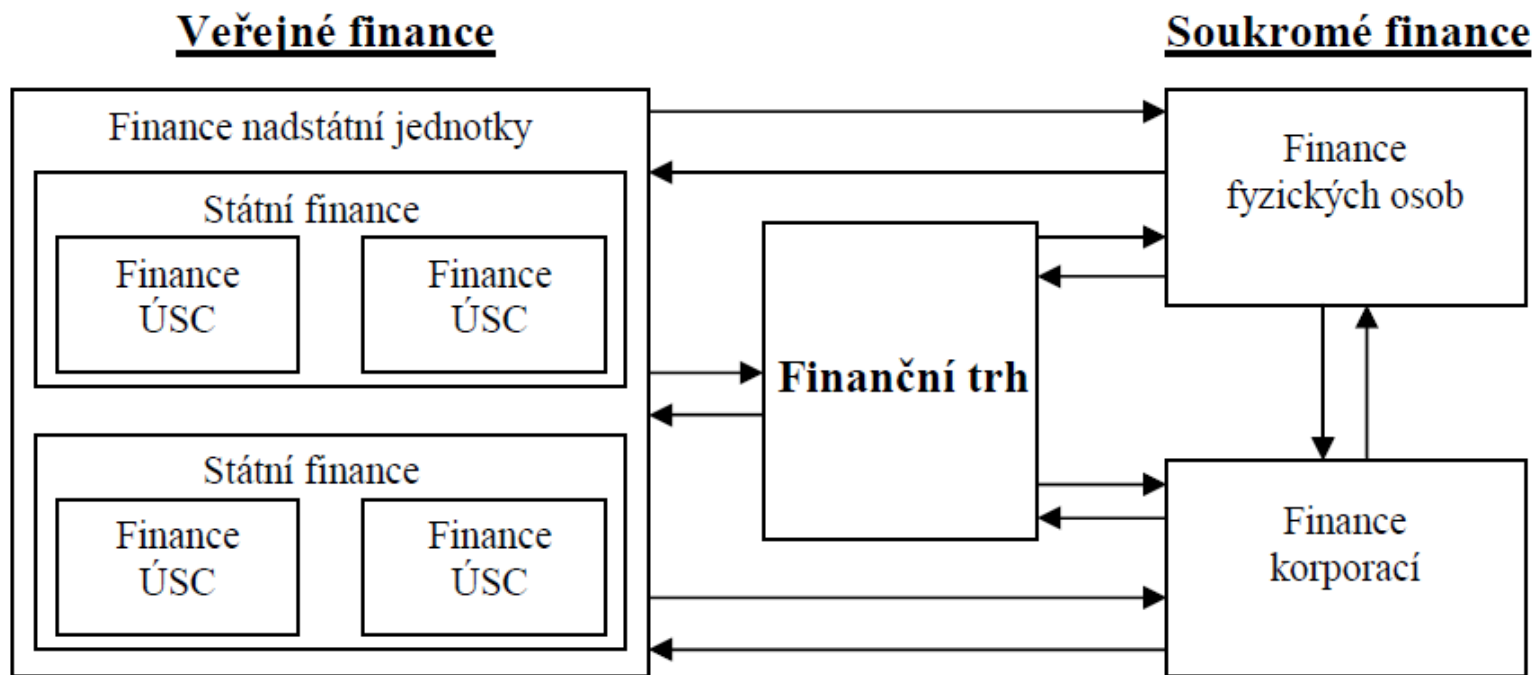 Veřejné finance
Soukromé finance
Finance nadstátní jednotky
Státní finance
Finance
ÚSC
Finance
ÚSC
Státní finance
Finance
ÚSC
Finance
ÚSC
Finanční trh
Finance
fyzických osob
Finance
korporací